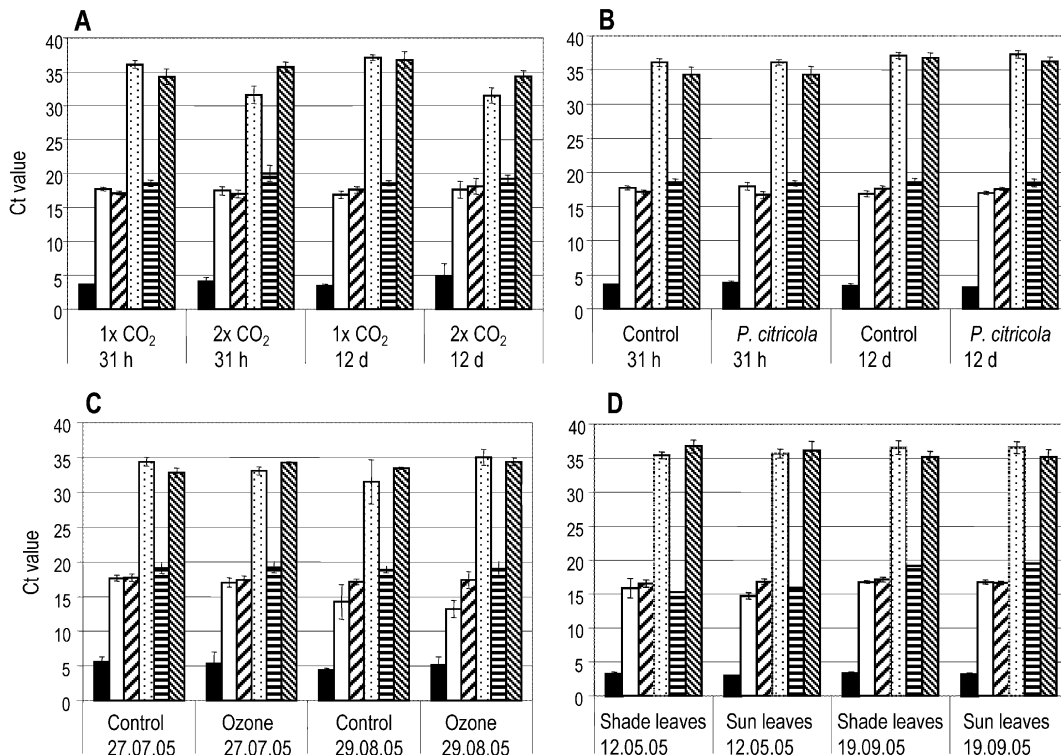 A
Ct value
40
35
30
25
20
15
10
5
0
1x CO₂ 2x CO₂ 1x CO₂ 2x CO₂
31 h 31 h 12 d 12 d
B
40
35
30
25
20
15
10
5
0
Control P. citricola Control P. citricola
31 h 31 h 12 d 12 d
C
Ct value
40
35
30
25
20
15
10
5
0
Control Ozone Control Ozone
27.07.05 27.07.05 29.08.05 29.08.05
D
40
35
30
25
20
15
10
5
0
Shade leaves Sun leaves Shade leaves Sun leaves
12.05.05 12.05.05 19.09.05 19.09.05